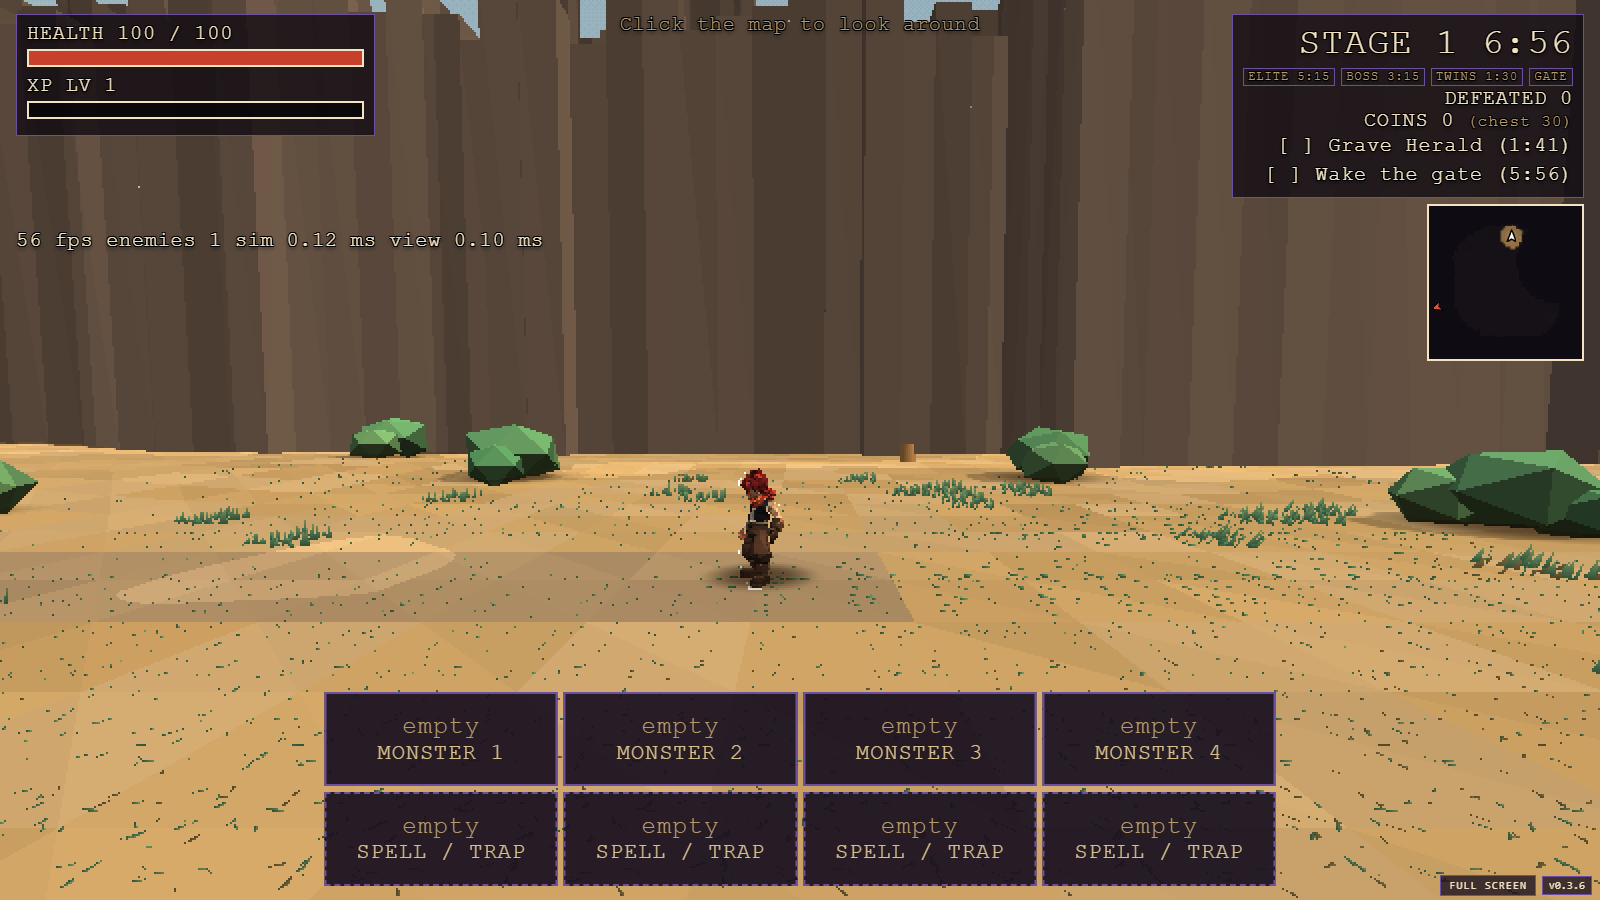 HEALTH 100 / 100
XP LV 1
Click the map to look around
STAGE 1 6:56
ELITE 5:15 BOSS 3:15 TWINS 1:30 GATE
DEFEATED 0
COINS 0 (chest 30)
[ ] Grave Herald (1:41)
[ ] Wake the gate (5:56)
56 fps enemies 1 sim 0.12 ms view 0.10 ms
empty empty empty empty
MONSTER 1 MONSTER 2 MONSTER 3 MONSTER 4
empty empty empty empty
SPELL / TRAP SPELL / TRAP SPELL / TRAP SPELL / TRAP
FULL SCREEN v0.3.6